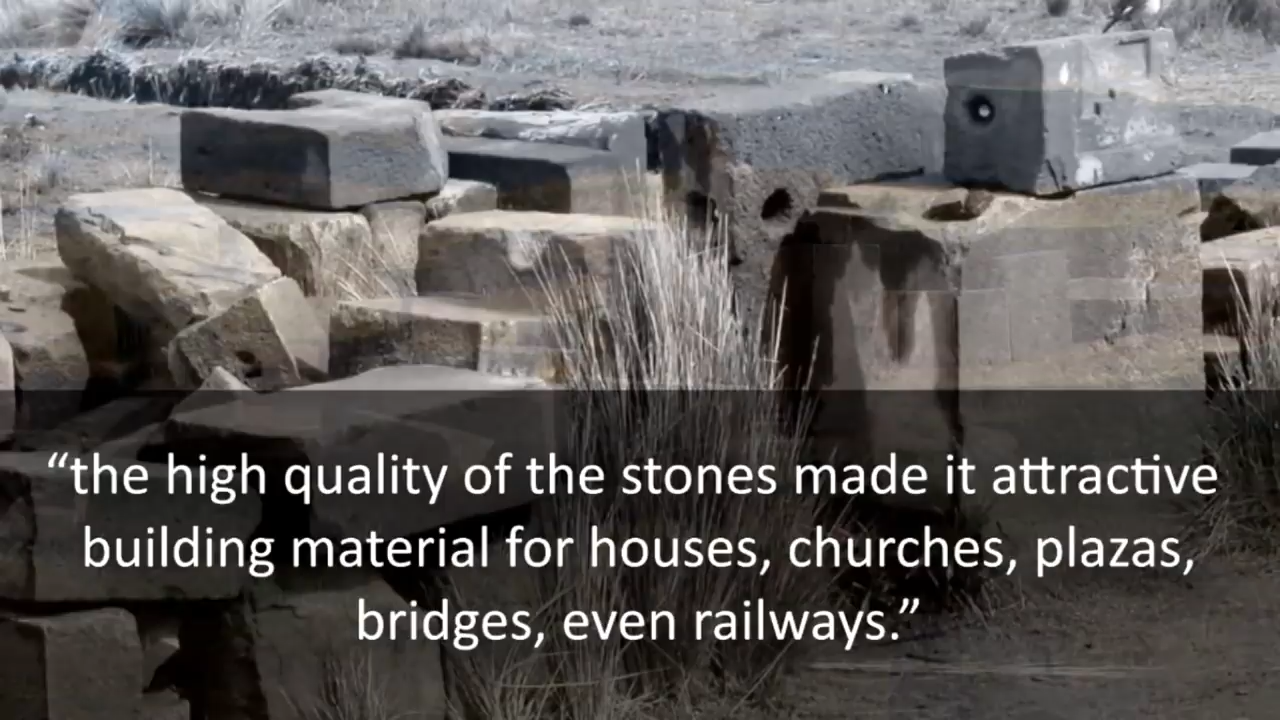 “the high quality of the stones made it attractive
building material for houses, churches, plazas,
bridges, even railways.”